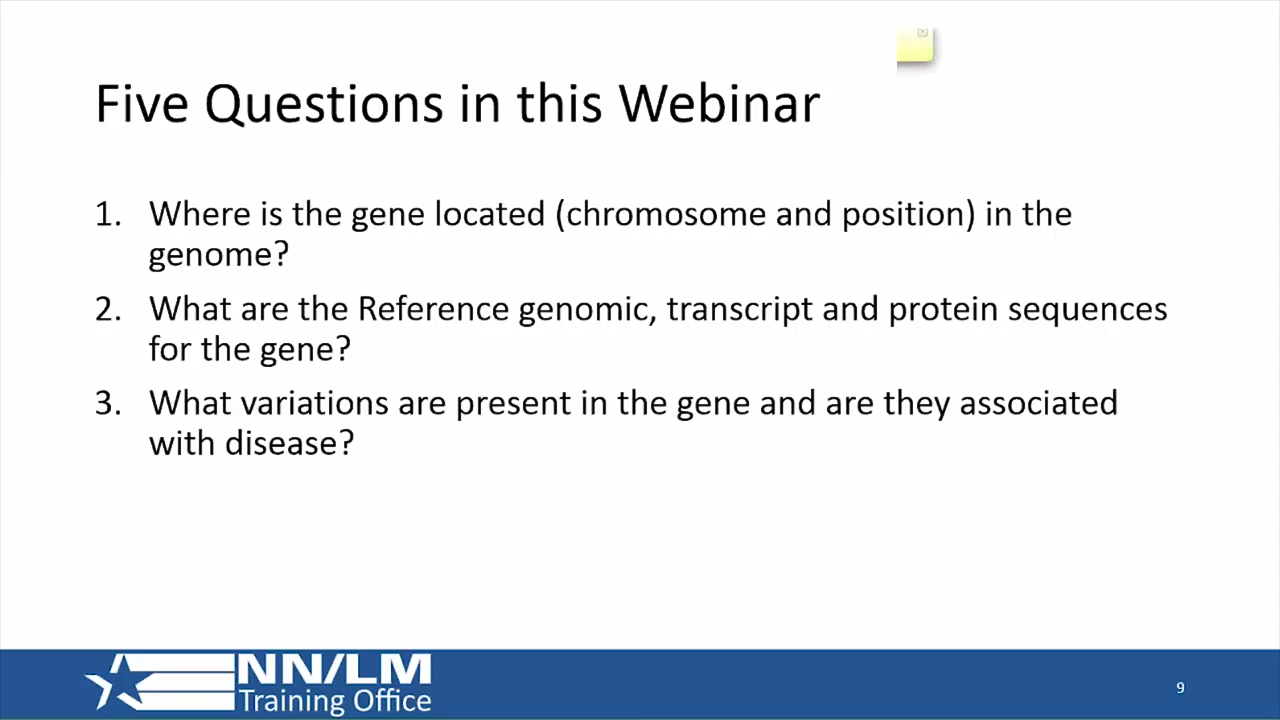 Five Questions in this Webinar
1. Where is the gene located (chromosome and position) in the
genome?
2. What are the Reference genomic, transcript and protein sequences
for the gene?
3. What variations are present in the gene and are they associated
with disease?
NN/LM
Training Office
9